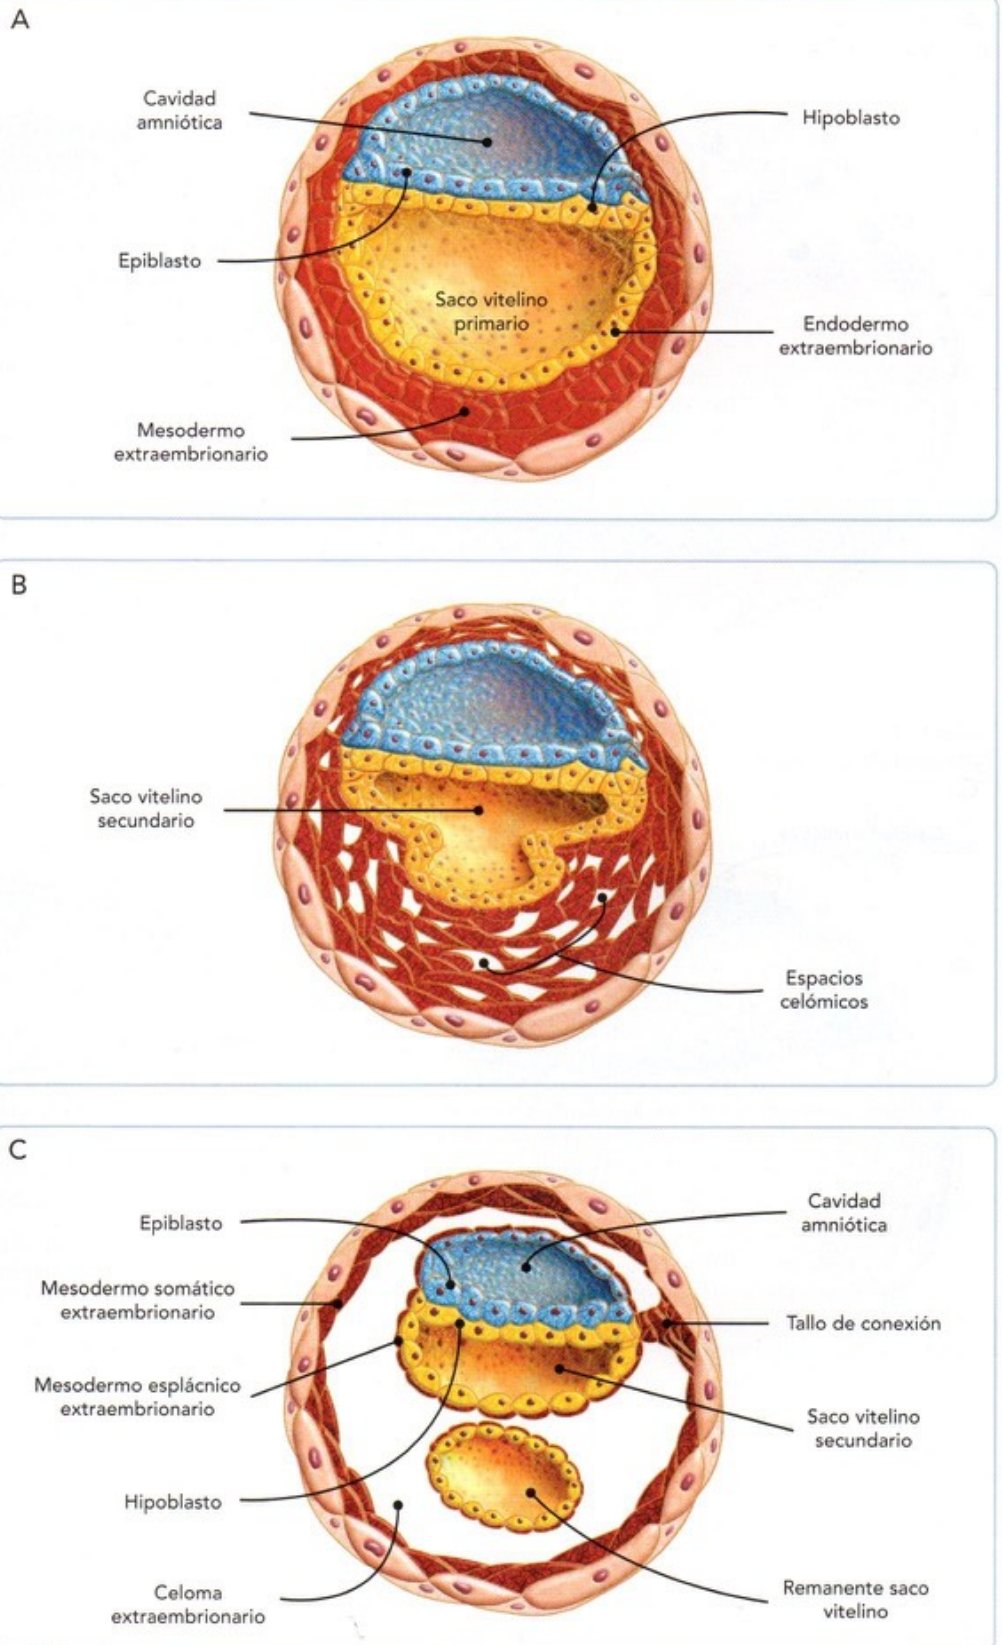 A
Cavidad
amniótica
Hipoblasto
Epiblasto
Saco vitelino
primario
Endodermo
extraembrionario
Mesodermo
extraembrionario
B
Saco vitelino
secundario
Espacios
celómicos
C
Epiblasto
Cavidad
amniótica
Mesodermo somático
extraembrionario
Tallo de conexión
Mesodermo esplácnico
extraembrionario
Saco vitelino
secundario
Hipoblasto
Celoma
extraembrionario
Remanente saco
vitelino